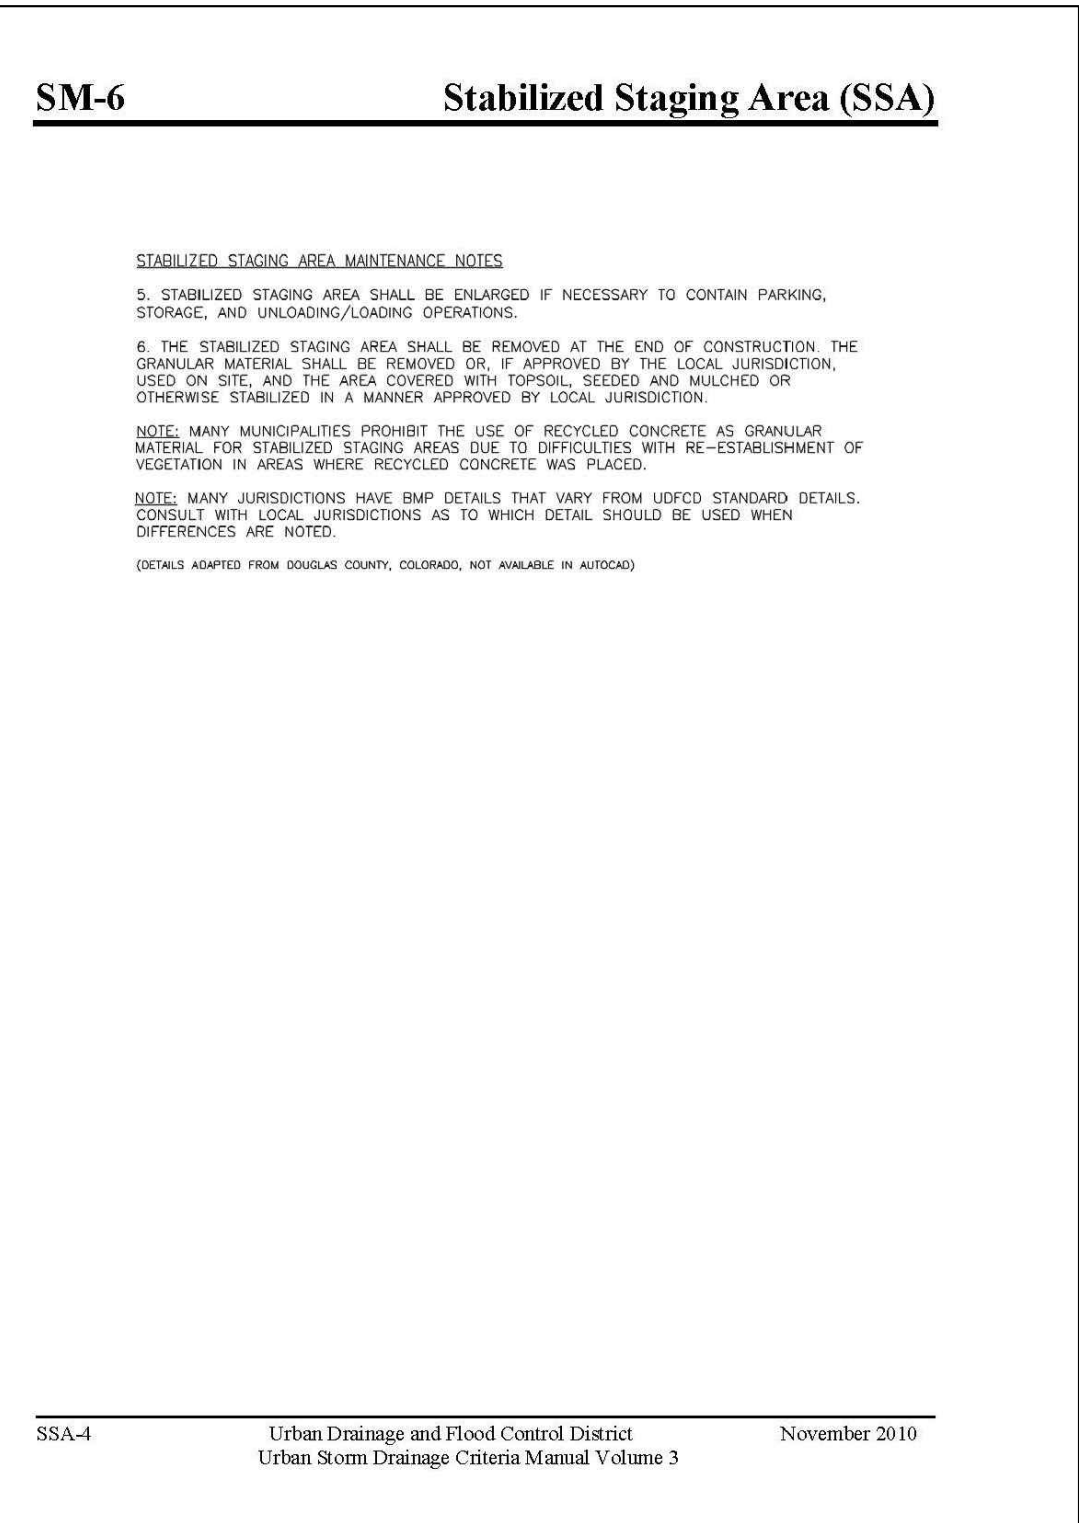 SM-6 Stabilized Staging Area (SSA)
STABILIZED STAGING AREA MAINTENANCE NOTES
5. STABILIZED STAGING AREA SHALL BE ENLARGED IF NECESSARY TO CONTAIN PARKING,
STORAGE, AND UNLOADING/LOADING OPERATIONS.
6. THE STABILIZED STAGING AREA SHALL BE REMOVED AT THE END OF CONSTRUCTION. THE
GRANULAR MATERIAL SHALL BE REMOVED OR, IF APPROVED BY THE LOCAL JURISDICTION,
USED ON SITE, AND THE AREA COVERED WITH TOPSOIL, SEEDED AND MULCHED OR
OTHERWISE STABILIZED IN A MANNER APPROVED BY LOCAL JURISDICTION.
NOTE: MANY MUNICIPALITIES PROHIBIT THE USE OF RECYCLED CONCRETE AS GRANULAR
MATERIAL FOR STABILIZED STAGING AREAS DUE TO DIFFICULTIES WITH RE-ESTABLISHMENT OF
VEGETATION IN AREAS WHERE RECYCLED CONCRETE WAS PLACED.
NOTE: MANY JURISDICTIONS HAVE BMP DETAILS THAT VARY FROM UDFCD STANDARD DETAILS.
CONSULT WITH LOCAL JURISDICTIONS AS TO WHICH DETAIL SHOULD BE USED WHEN
DIFFERENCES ARE NOTED.
(DETAILS ADAPTED FROM DOUGLAS COUNTY, COLORADO, NOT AVAILABLE IN AUTOCAD)
SSA-4 Urban Drainage and Flood Control District November 2010
Urban Storm Drainage Criteria Manual Volume 3